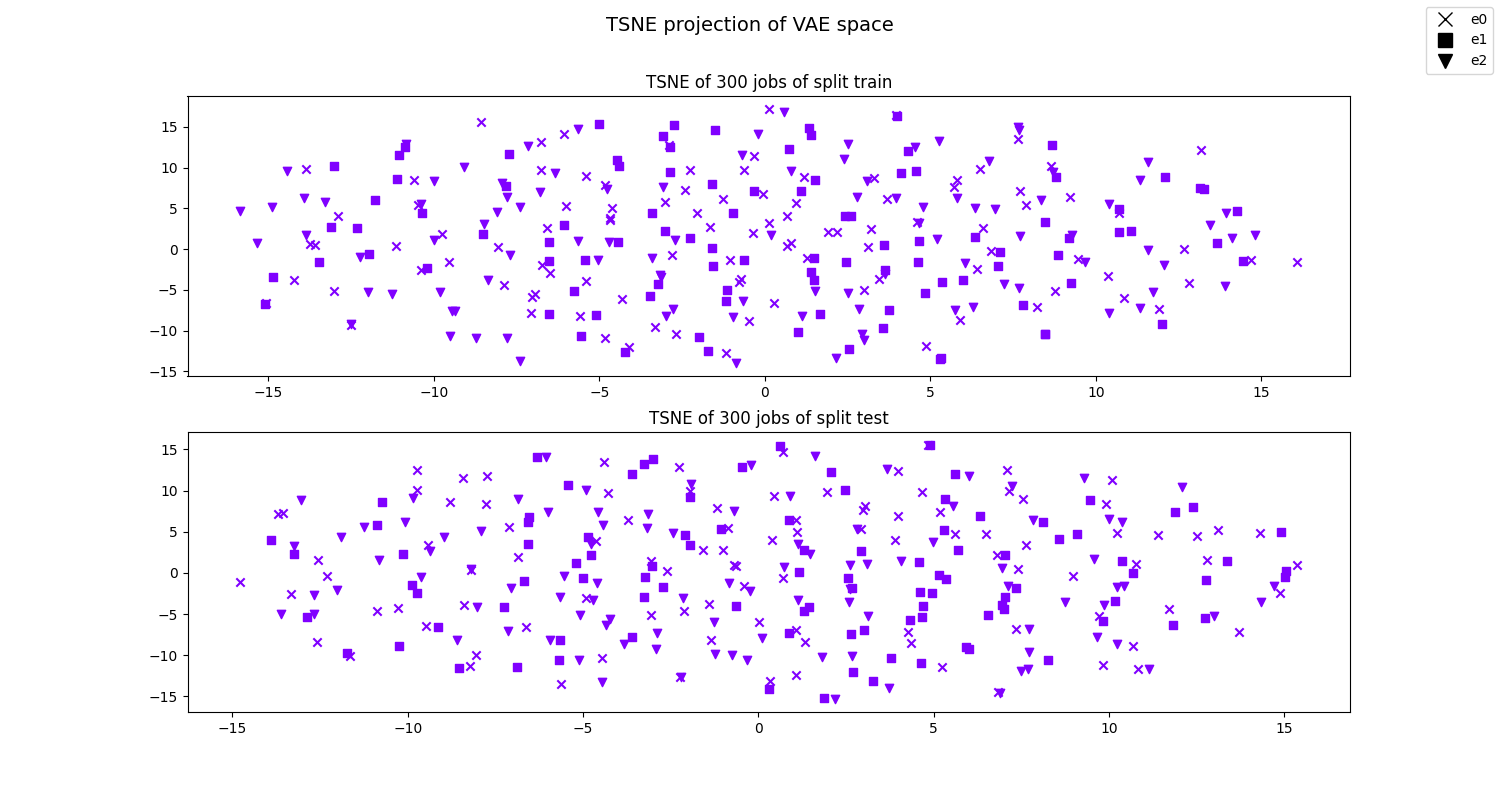 TSNE projection of VAE space
e0
e1
e2
TSNE of 300 jobs of split train
15
10
5
0
−5
−10
−15
−15 −10 −5 0 5 10 15
TSNE of 300 jobs of split test
15
10
5
0
−5
−10
−15
−15 −10 −5 0 5 10 15